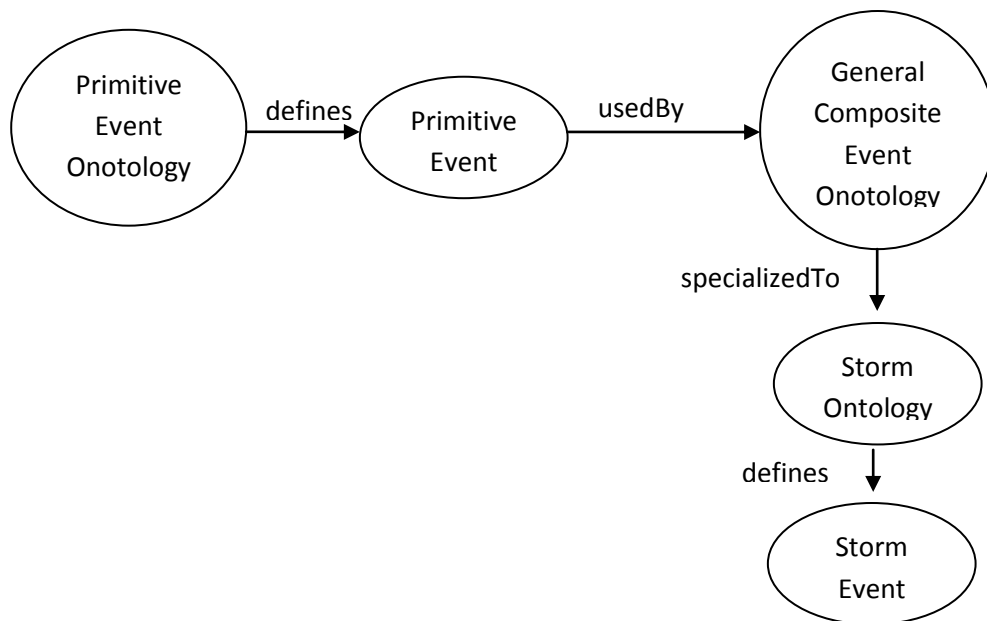 Primitive
Event
Onotology
defines
Primitive
Event
usedBy
General
Composite
Event
Onotology
specializedTo
Storm
Ontology
defines
Storm
Event